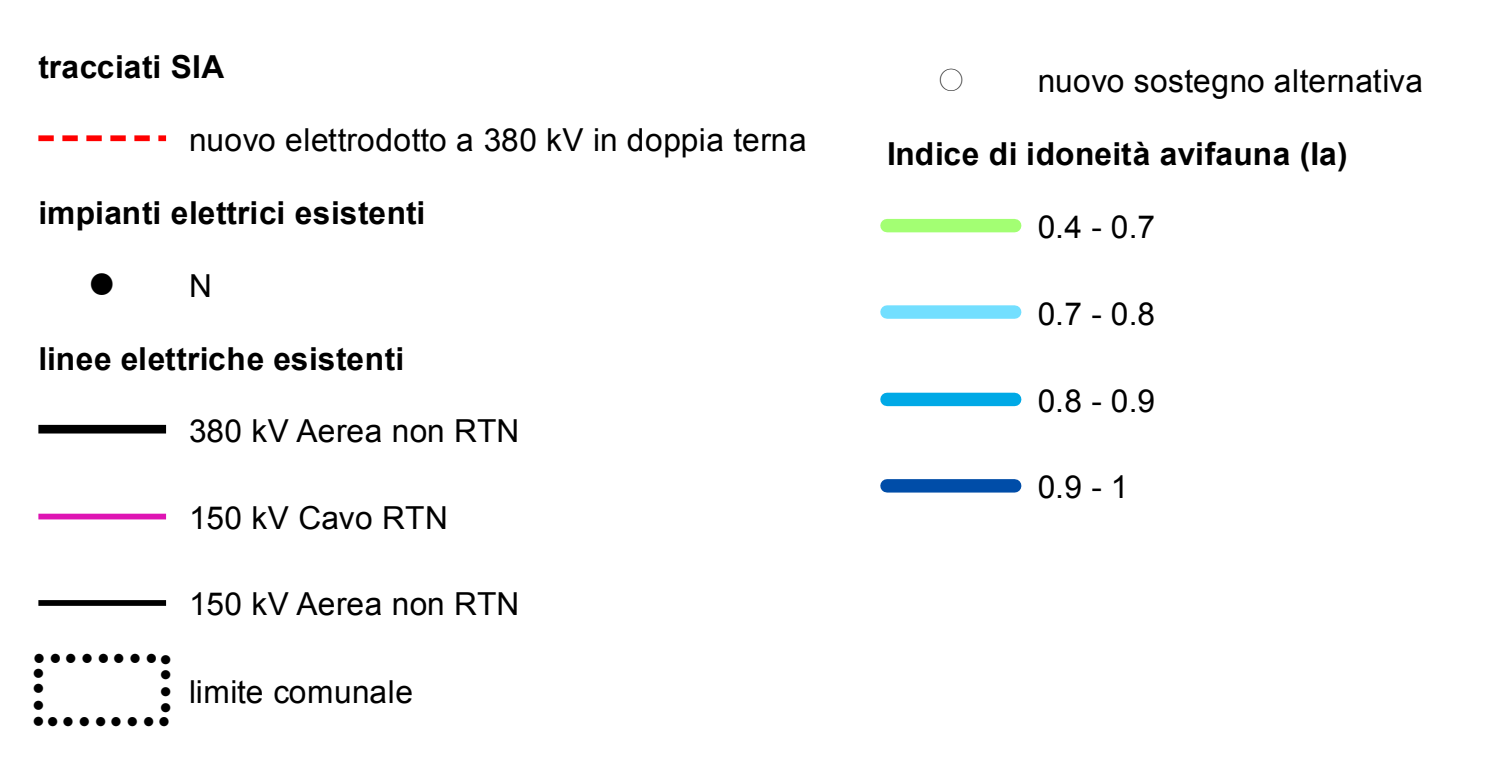 tracciati SIA
nuovo elettrodotto a 380 kV in doppia terna
impianti elettrici esistenti
N
linee elettriche esistenti
380 kV Aerea non RTN
150 kV Cavo RTN
150 kV Aerea non RTN
limite comunale
nuovo sostegno alternativa
Indice di idoneità avifauna (Ia)
0.4 - 0.7
0.7 - 0.8
0.8 - 0.9
0.9 - 1